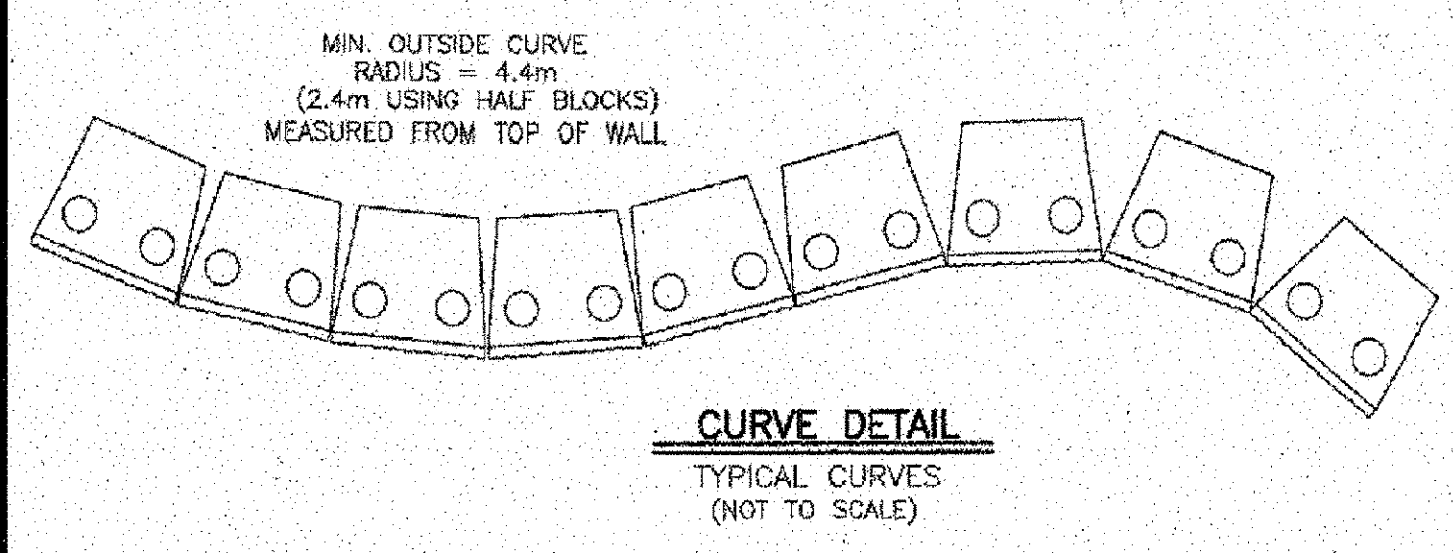 MIN. OUTSIDE CURVE
RADIUS = 4.4m
(2.4m USING HALF BLOCKS)
MEASURED FROM TOP OF WALL
CURVE DETAIL
TYPICAL CURVES
(NOT TO SCALE)